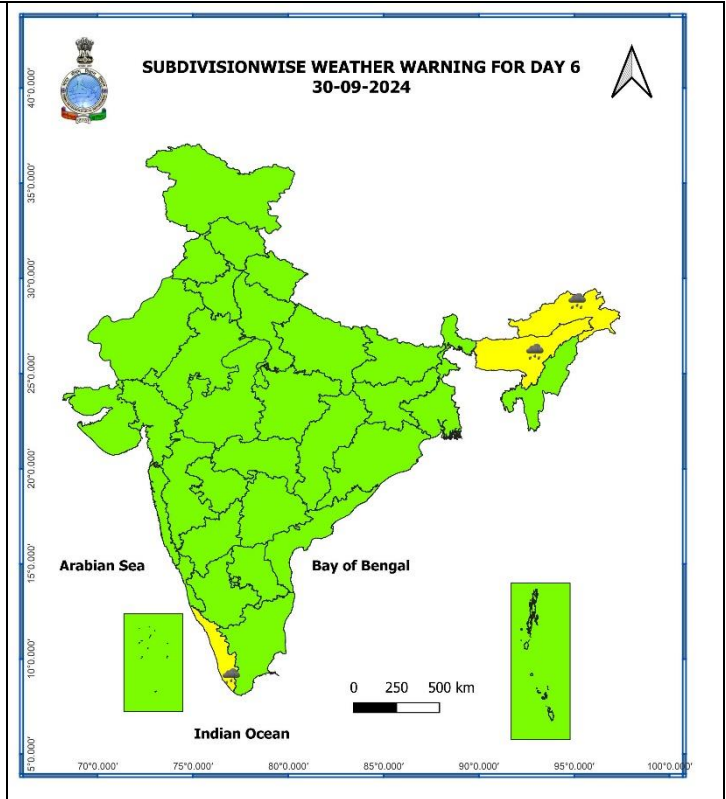 SUBDIVISIONWISE WEATHER WARNING FOR DAY 6
30-09-2024
40°0.000'
35°0.000'
30°0.000'
25°0.000'
20°0.000'
15°0.000'
10°0.000'
5°0.000'
Arabian Sea
Bay of Bengal
0 250 500 km
Indian Ocean
70°0.000' 75°0.000' 80°0.000' 85°0.000' 90°0.000' 95°0.000' 100°0.000'